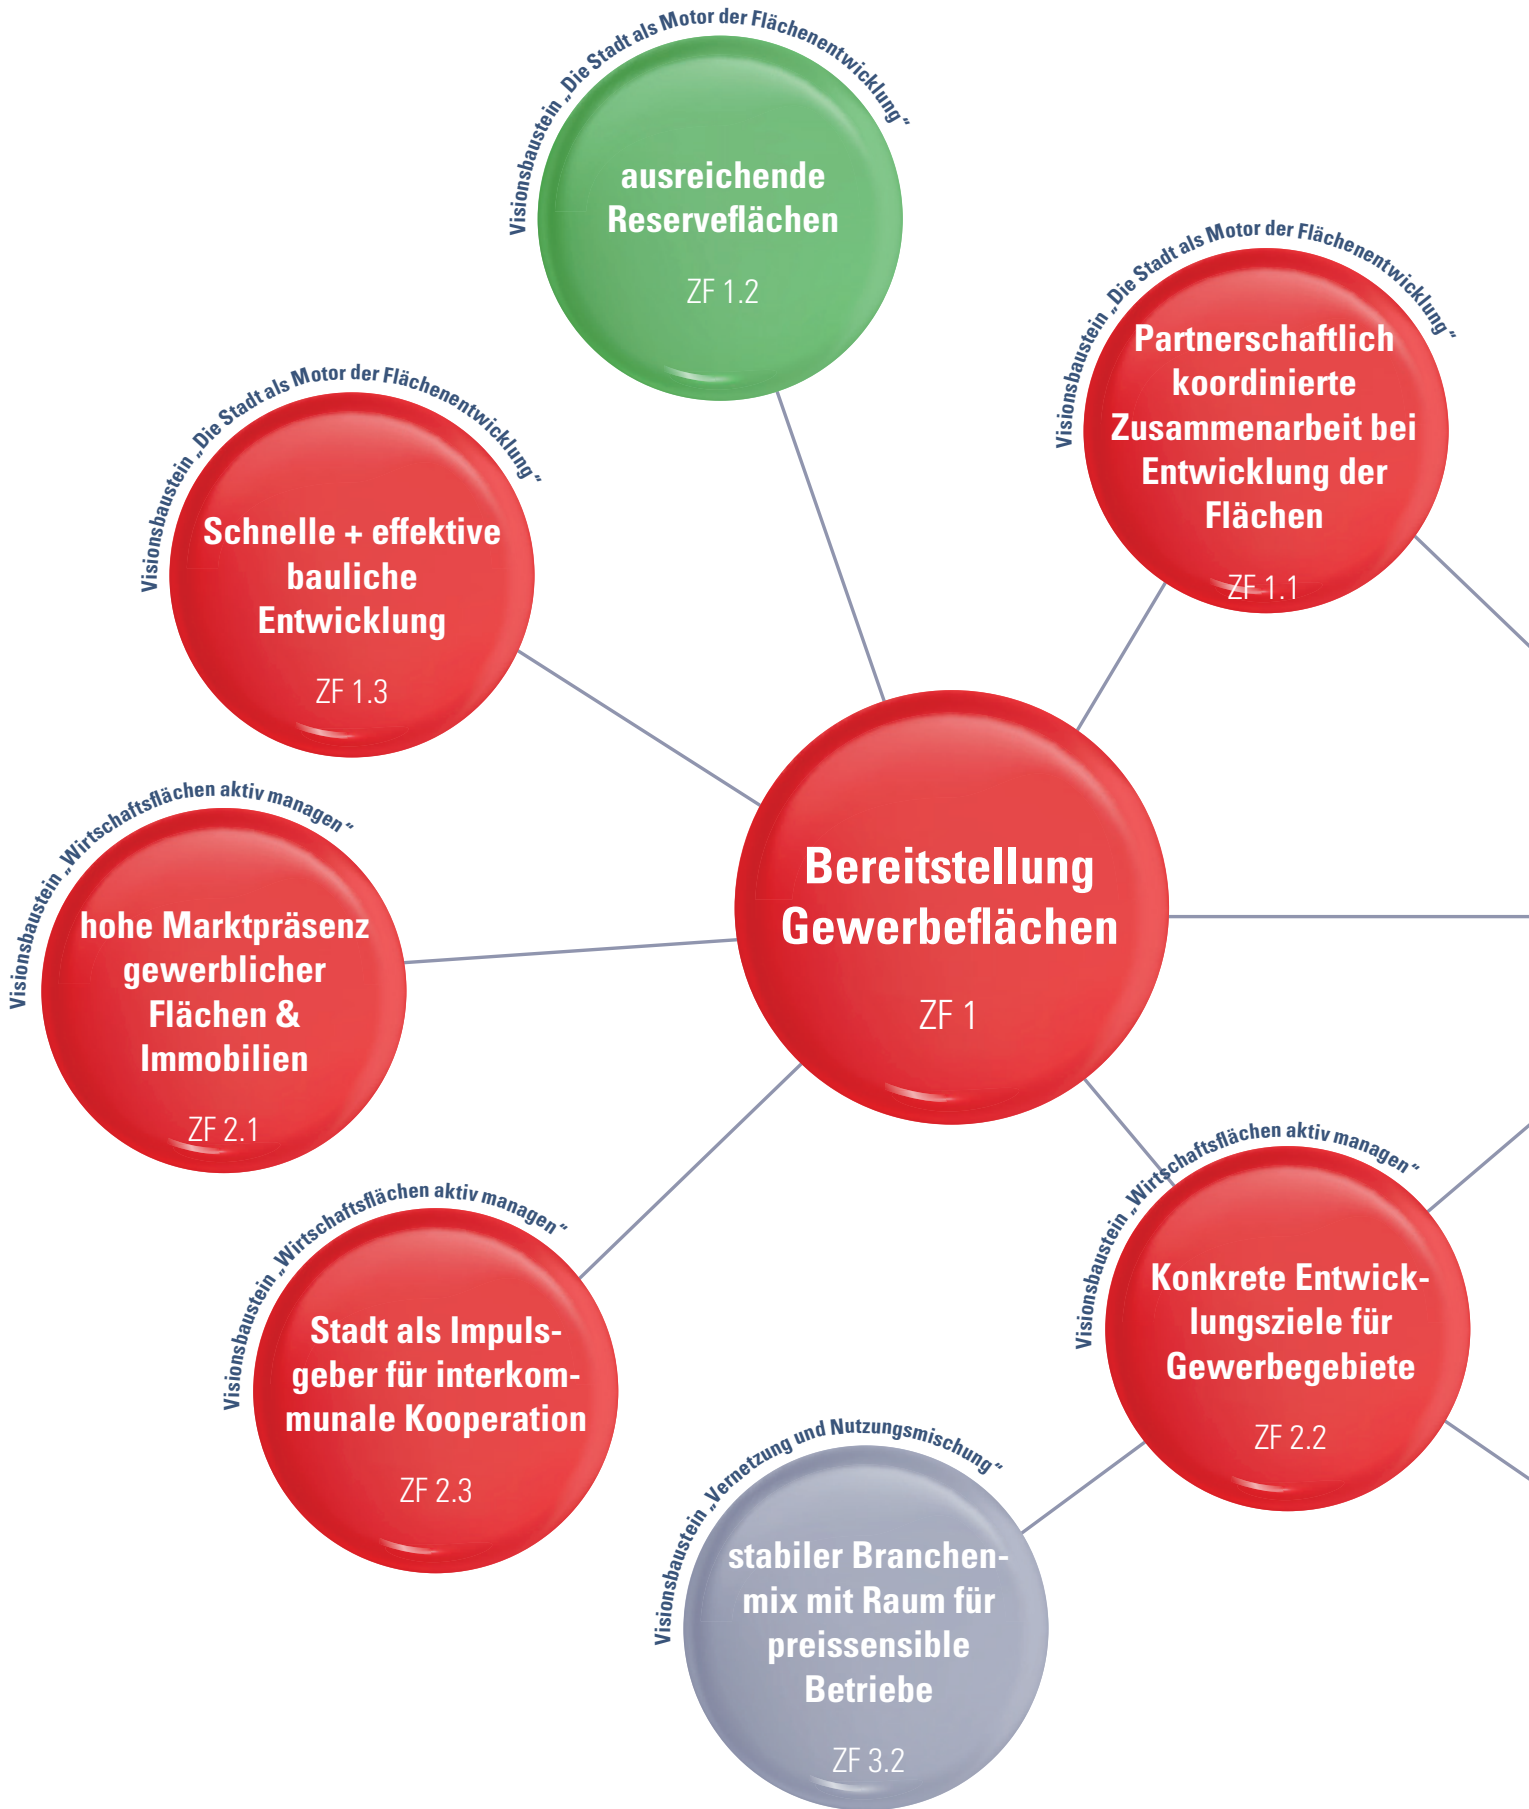 Visionsbaustein „Die Stadt als Motor der Flächenentwicklung“
ausreichende
Reserveflächen
ZF 1.2
Visionsbaustein „Die Stadt als Motor der Flächenentwicklung“
Partnerschaftlich
koordinierte
Zusammenarbeit bei
Entwicklung der
Flächen
ZF 1.1
Visionsbaustein „Die Stadt als Motor der Flächenentwicklung“
Schnelle + effektive
bauliche
Entwicklung
ZF 1.3
Bereitstellung
Gewerbeflächen
ZF 1
Visionsbaustein „Wirtschaftsflächen aktiv managen“
hohe Marktpräsenz
gewerblicher
Flächen &
Immobilien
ZF 2.1
Visionsbaustein „Wirtschaftsflächen aktiv managen“
Konkrete Entwick-
lungsziele für
Gewerbegebiete
ZF 2.2
Visionsbaustein „Wirtschaftsflächen aktiv managen“
Stadt als Impuls-
geber für interkom-
munale Kooperation
ZF 2.3
Visionsbaustein „Vernetzung und Nutzungsmischung“
stabiler Branchen-
mix mit Raum für
preissensible
Betriebe
ZF 3.2